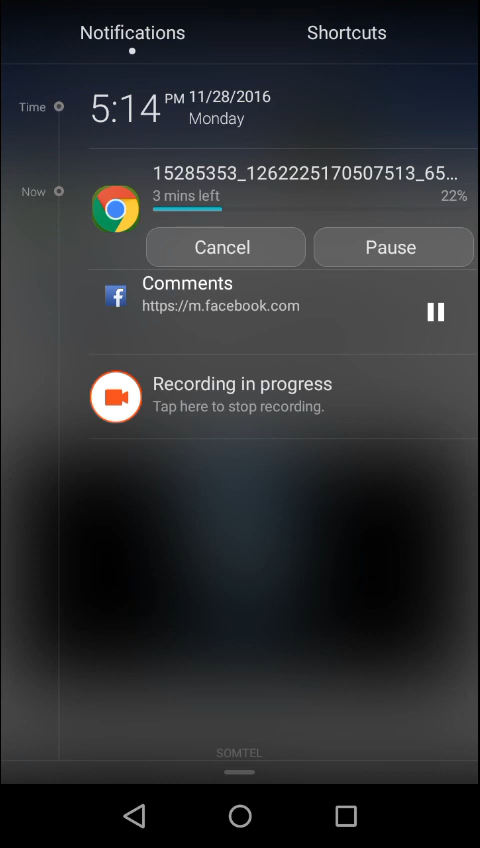 Notifications
Shortcuts
Time
5:14 PM 11/28/2016
Monday
Now
15285353_1262225170507513_65...
3 mins left
22%
Cancel
Pause
Comments
https://m.facebook.com
Recording in progress
Tap here to stop recording.
SOMTEL